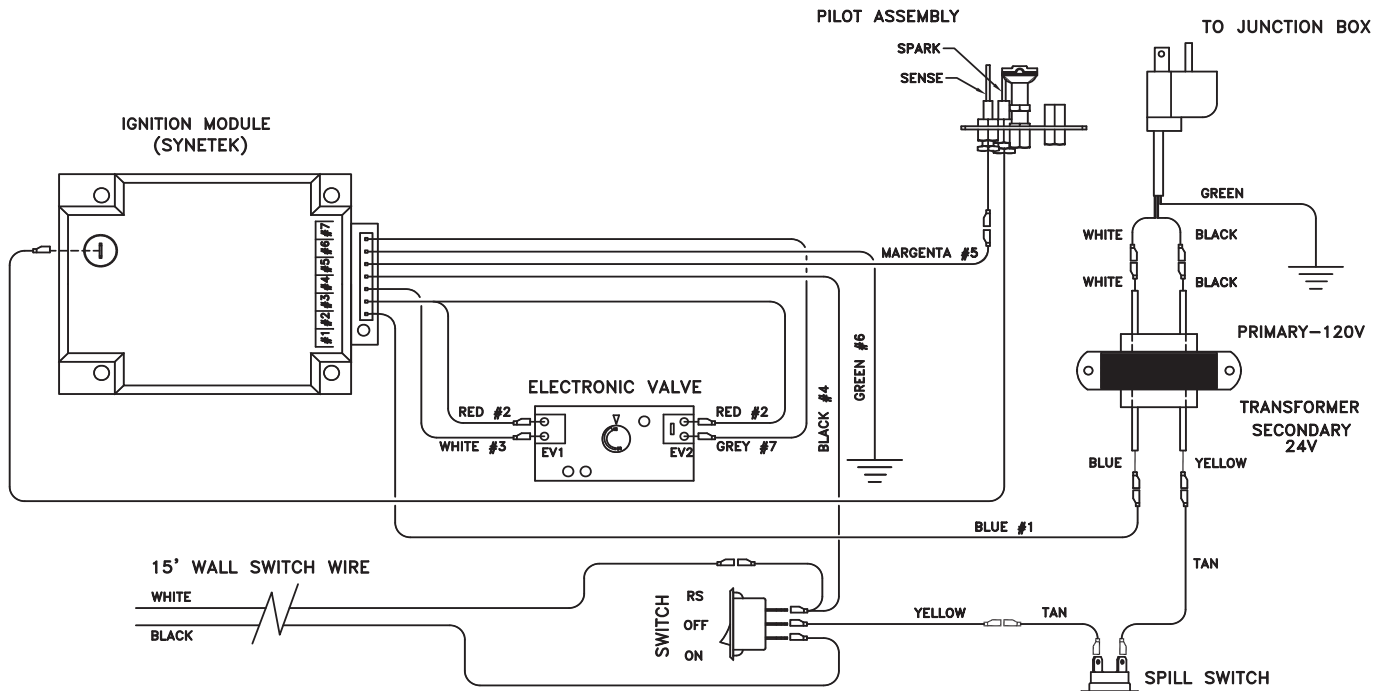 PILOT ASSEMBLY
TO JUNCTION BOX
SPARK
SENSE
IGNITION MODULE
(SYNETEK)
GREEN
WHITE
BLACK
#7
#6
#5
#4
#3
#2
#1
MARGENTA #5
WHITE
BLACK
PRIMARY-120V
GREEN #6
BLACK #4
ELECTRONIC VALVE
TRANSFORMER
SECONDARY
24V
RED #2
RED #2
WHITE #3
EV1
EV2
GREY #7
BLUE
YELLOW
BLUE #1
15' WALL SWITCH WIRE
TAN
WHITE
BLACK
SWITCH
RS
OFF
ON
YELLOW
TAN
SPILL SWITCH